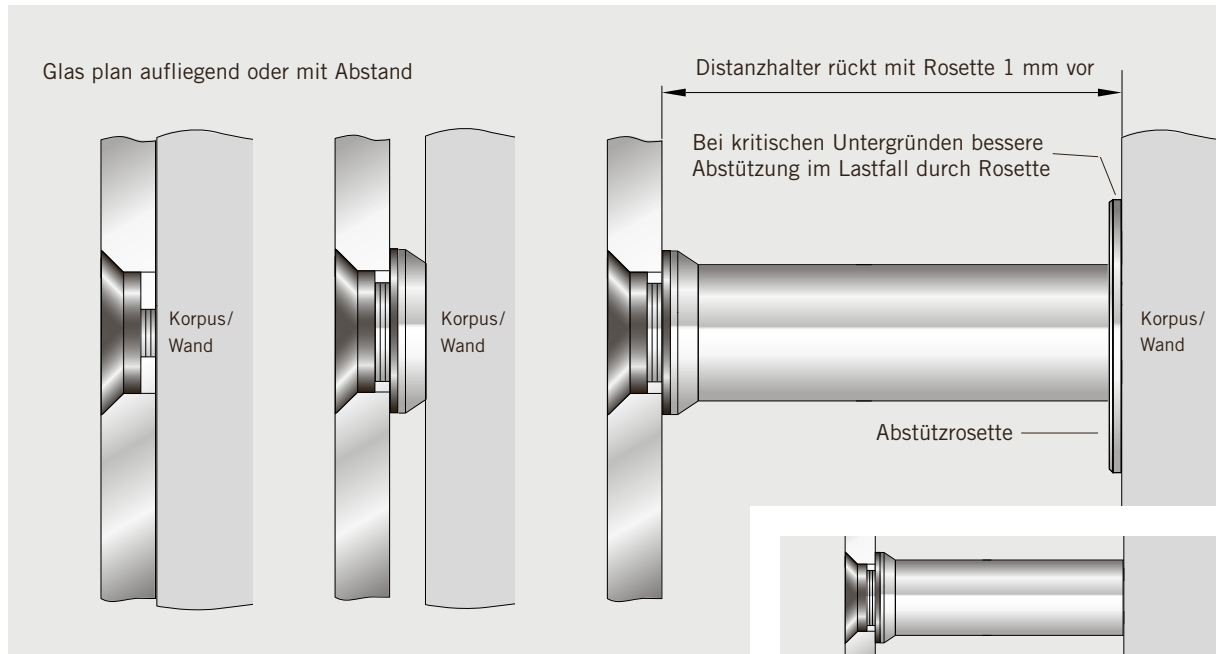 Glas plan aufliegend oder mit Abstand
Distanzhalter rückt mit Rosette 1 mm vor
Bei kritischen Untergründen bessere
Abstützung im Lastfall durch Rosette
Korpus/
Wand
Korpus/
Wand
Korpus/
Wand
Abstützrosette